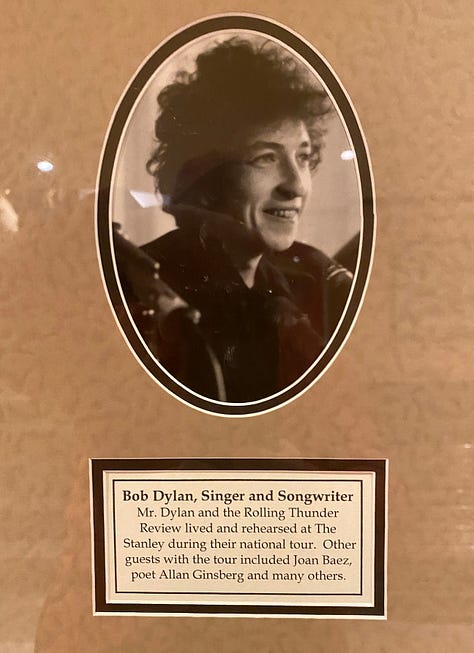 Bob Dylan, Singer and Songwriter
Mr. Dylan and the Rolling Thunder
Review lived and rehearsed at The
Stanley during their national tour.  Other
guests with the tour included Joan Baez,
poet Allan Ginsberg and many others.